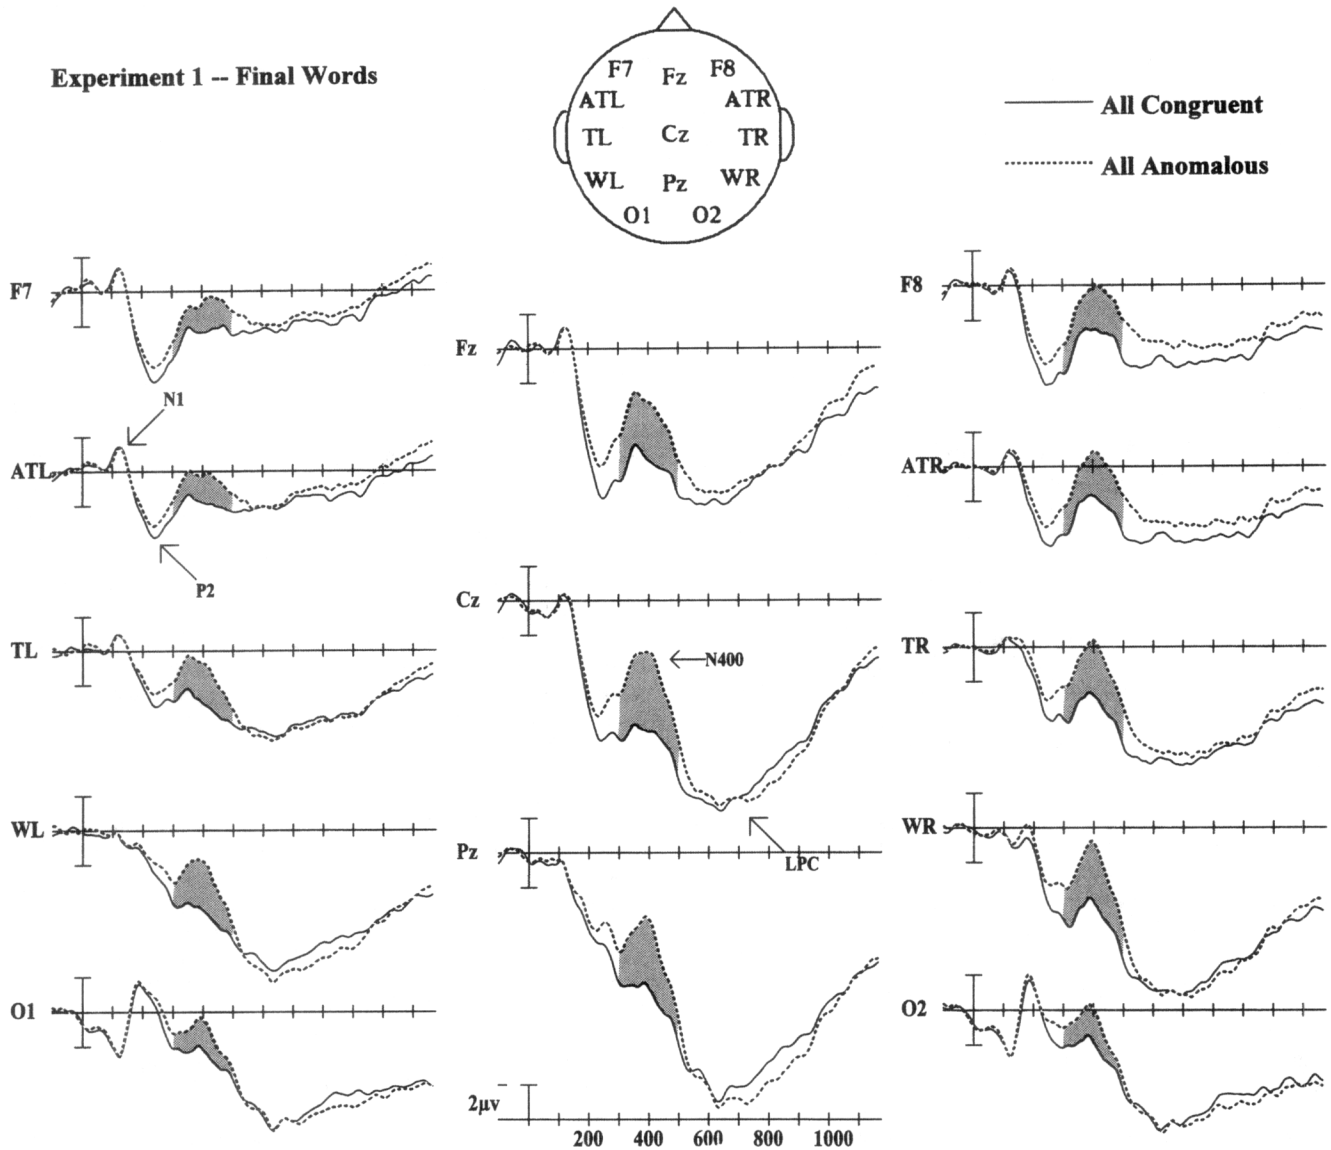 Experiment 1 -- Final Words
F7 Fz F8
ATL ATR
TL Cz TR
WL Pz WR
O1 O2
All Congruent
All Anomalous
F7
N1
ATL
P2
TL
WL
O1
Fz
Cz
N400
Pz
LPC
2μv
200 400 600 800 1000
F8
ATR
TR
WR
O2